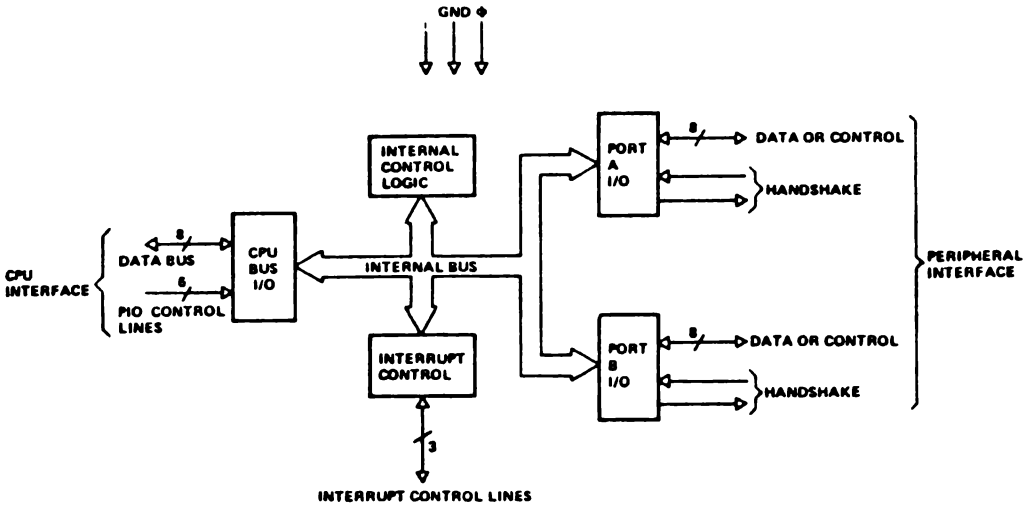 GND Φ
INTERNAL
CONTROL
LOGIC
PORT
A
I/O
8
DATA OR CONTROL
HANDSHAKE
CPU
INTERFACE
8
DATA BUS
6
PIO CONTROL
LINES
CPU
BUS
I/O
INTERNAL BUS
PERIPHERAL
INTERFACE
INTERRUPT
CONTROL
3
INTERRUPT CONTROL LINES
PORT
B
I/O
8
DATA OR CONTROL
HANDSHAKE